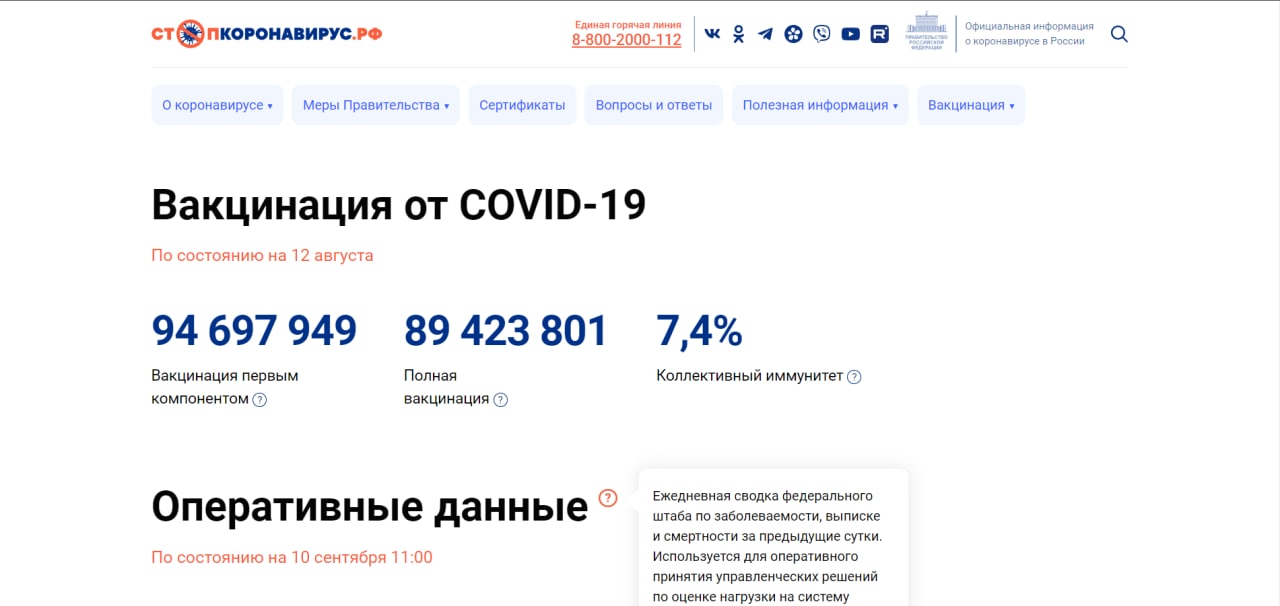 СТОПКОРОНАВИРУС.РФ
Единая горячая линия
8-800-2000-112
ПРАВИТЕЛЬСТВО
РОССИЙСКОЙ
ФЕДЕРАЦИИ
Официальная информация
о коронавирусе в России
О коронавирусе ▾ Меры Правительства ▾ Сертификаты Вопросы и ответы Полезная информация ▾ Вакцинация ▾
Вакцинация от COVID-19
По состоянию на 12 августа
94 697 949 89 423 801 7,4%
Вакцинация первым Полная Коллективный иммунитет ?
компонентом ? вакцинация ?
Оперативные данные ?
По состоянию на 10 сентября 11:00
Ежедневная сводка федерального
штаба по заболеваемости, выписке
и смертности за предыдущие сутки.
Используется для оперативного
принятия управленческих решений
по оценке нагрузки на систему